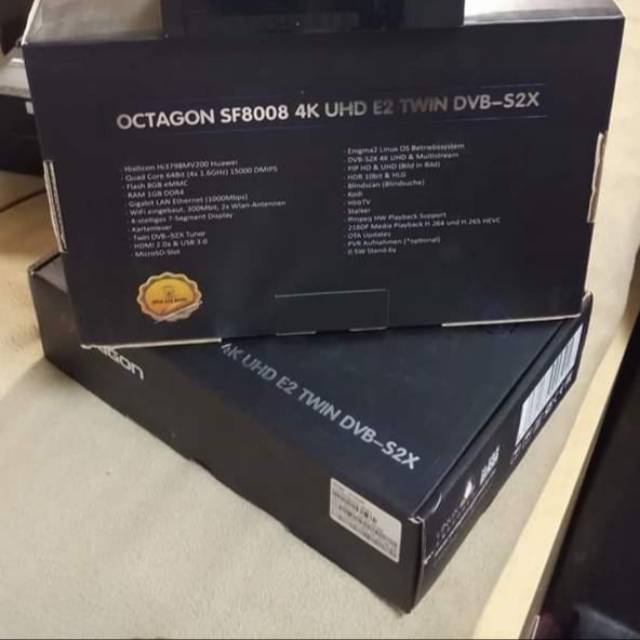 OCTAGON SF8008 4K UHD E2 TWIN DVB-S2X
Hisilicon Hi3798MV200 Huawei
Quad Core 64Bit (4x 1.6GHz) 15000 DMIPS
Flash 8GB eMMC
RAM 1GB DDR4
Gigabit LAN Ethernet (1000Mbps)
WiFi eingebaut, 300Mbit, 2x Wlan-Antennen
4-stelliges 7-Segment Display
Kartenleser
Twin DVB-S2X Tuner
HDMI 2.0a & USB 3.0
MicroSD-Slot
Enigma2 Linux OS Betriebssystem
DVB-S2X 4K UHD & Multistream
PIP HD & UHD (Bild in Bild)
HDR 10bit & HLG
Blindscan (Blindsuche)
Kodi
HbbTV
Stalker
ffmpeg HW Playback Support
2160P Media Playback H.264 und H.265 HEVC
OTA Updates
PVR Aufnahmen (*optional)
0.5W Stand-by
4K UHD E2 TWIN DVB-S2X